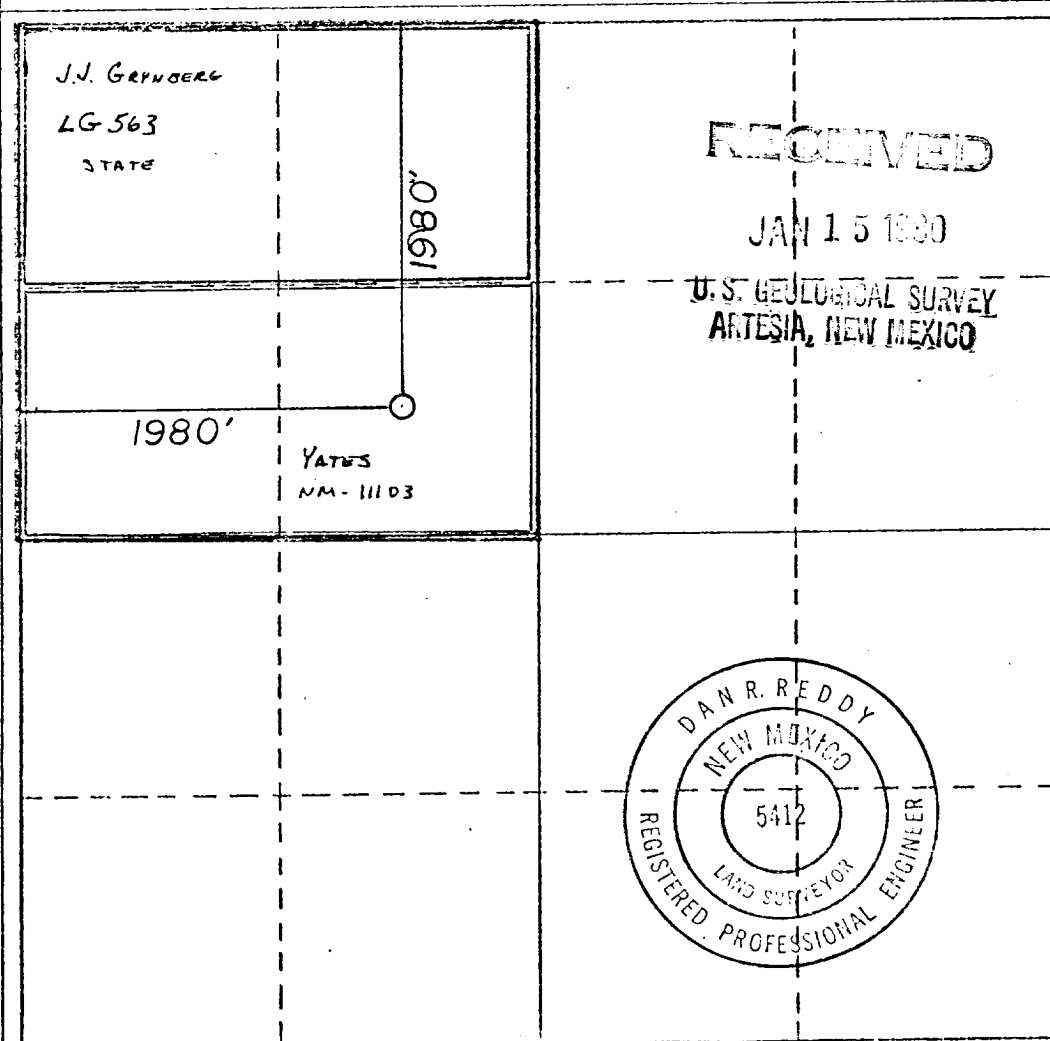 J.J. GRYNBERG
LG 563
STATE
1980'
1980'
YATES
NM-11103
RECEIVED
JAN 15 1980
U.S. GEOLOGICAL SURVEY
ARTESIA, NEW MEXICO
DAN R. REDDY
NEW MEXICO
5412
LAND SURVEYOR
REGISTERED PROFESSIONAL ENGINEER